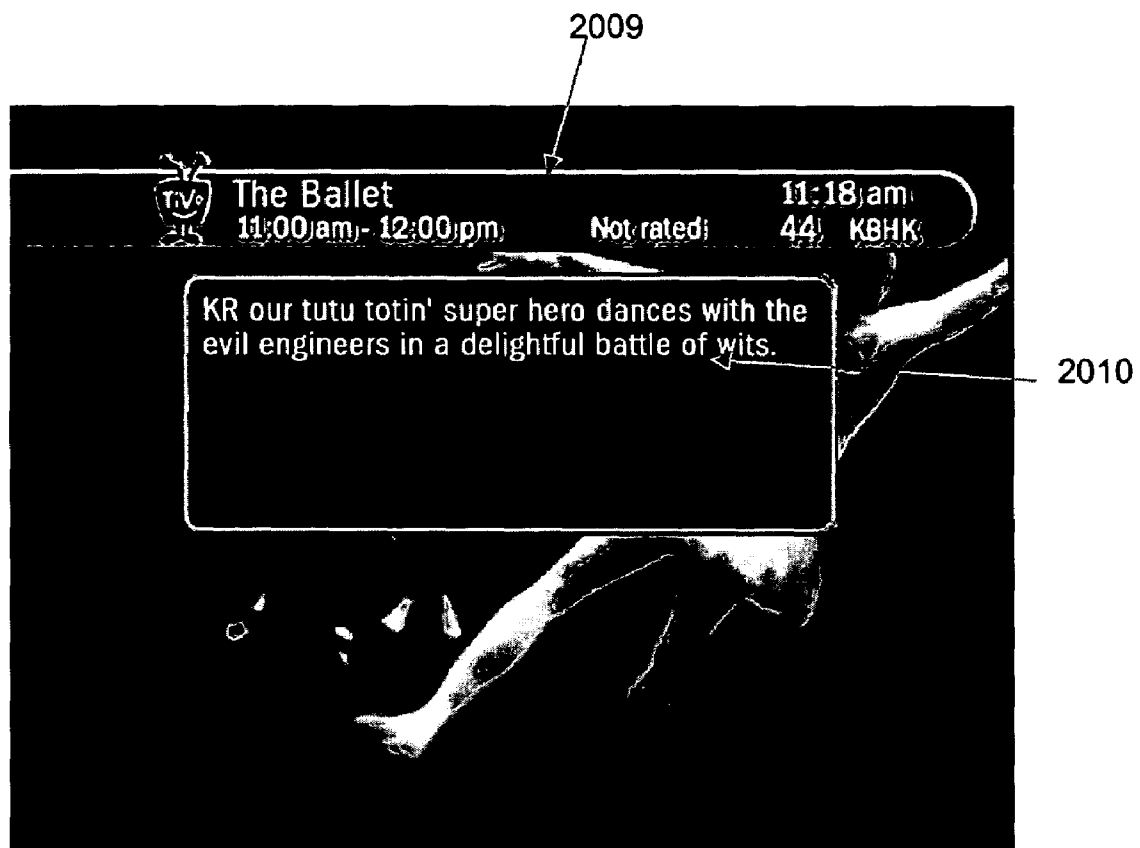 2009
TiVo
The Ballet 11:18 am
11:00 am - 12:00 pm Not rated 44 KBHK
KR our tutu totin' super hero dances with the
evil engineers in a delightful battle of wits.
2010